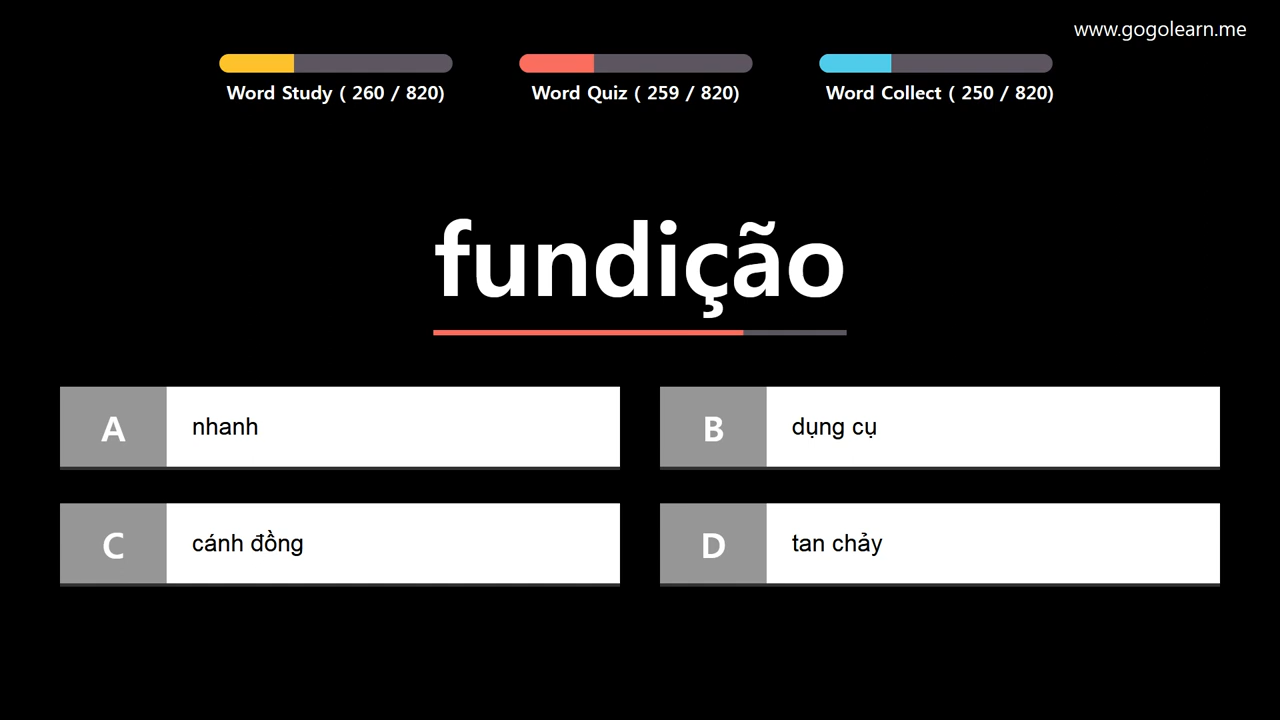 www.gogolearn.me
Word Study ( 260 / 820)
Word Quiz ( 259 / 820)
Word Collect ( 250 / 820)
fundição
A nhanh
B dụng cụ
C cánh đồng
D tan chảy